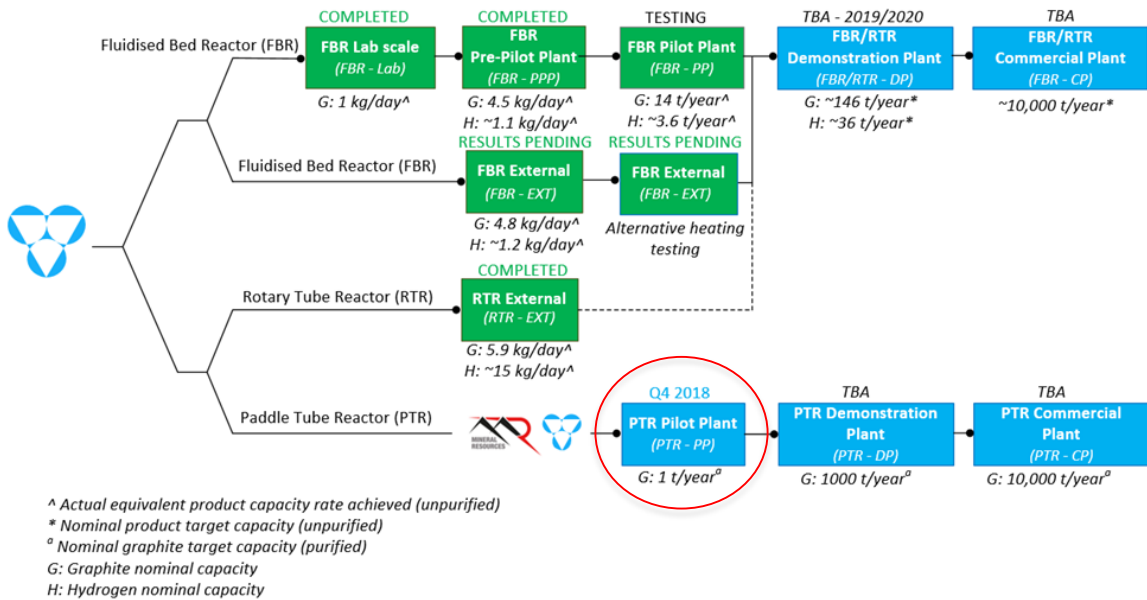 COMPLETED
COMPLETED
TESTING
TBA - 2019/2020
TBA
Fluidised Bed Reactor (FBR)
FBR Lab scale
(FBR - Lab)
FBR
Pre-Pilot Plant
(FBR - PPP)
FBR Pilot Plant
(FBR - PP)
FBR/RTR
Demonstration Plant
(FBR/RTR - DP)
FBR/RTR
Commercial Plant
(FBR - CP)
G: 1 kg/day^
G: 4.5 kg/day^
H: ~1.1 kg/day^
G: 14 t/year^
H: ~3.6 t/year^
G: ~146 t/year*
H: ~36 t/year*
~10,000 t/year*
RESULTS PENDING
RESULTS PENDING
Fluidised Bed Reactor (FBR)
FBR External
(FBR - EXT)
FBR External
(FBR - EXT)
G: 4.8 kg/day^
H: ~1.2 kg/day^
Alternative heating
testing
COMPLETED
Rotary Tube Reactor (RTR)
RTR External
(RTR - EXT)
G: 5.9 kg/day^
H: ~15 kg/day^
Q4 2018
TBA
TBA
Paddle Tube Reactor (PTR)
MINERAL
RESOURCES
PTR Pilot Plant
(PTR - PP)
PTR Demonstration
Plant
(PTR - DP)
PTR Commercial
Plant
(PTR - CP)
G: 1 t/yearᵅ
G: 1000 t/yearᵅ
G: 10,000 t/yearᵅ
^ Actual equivalent product capacity rate achieved (unpurified)
* Nominal product target capacity (unpurified)
ᵅ Nominal graphite target capacity (purified)
G: Graphite nominal capacity
H: Hydrogen nominal capacity